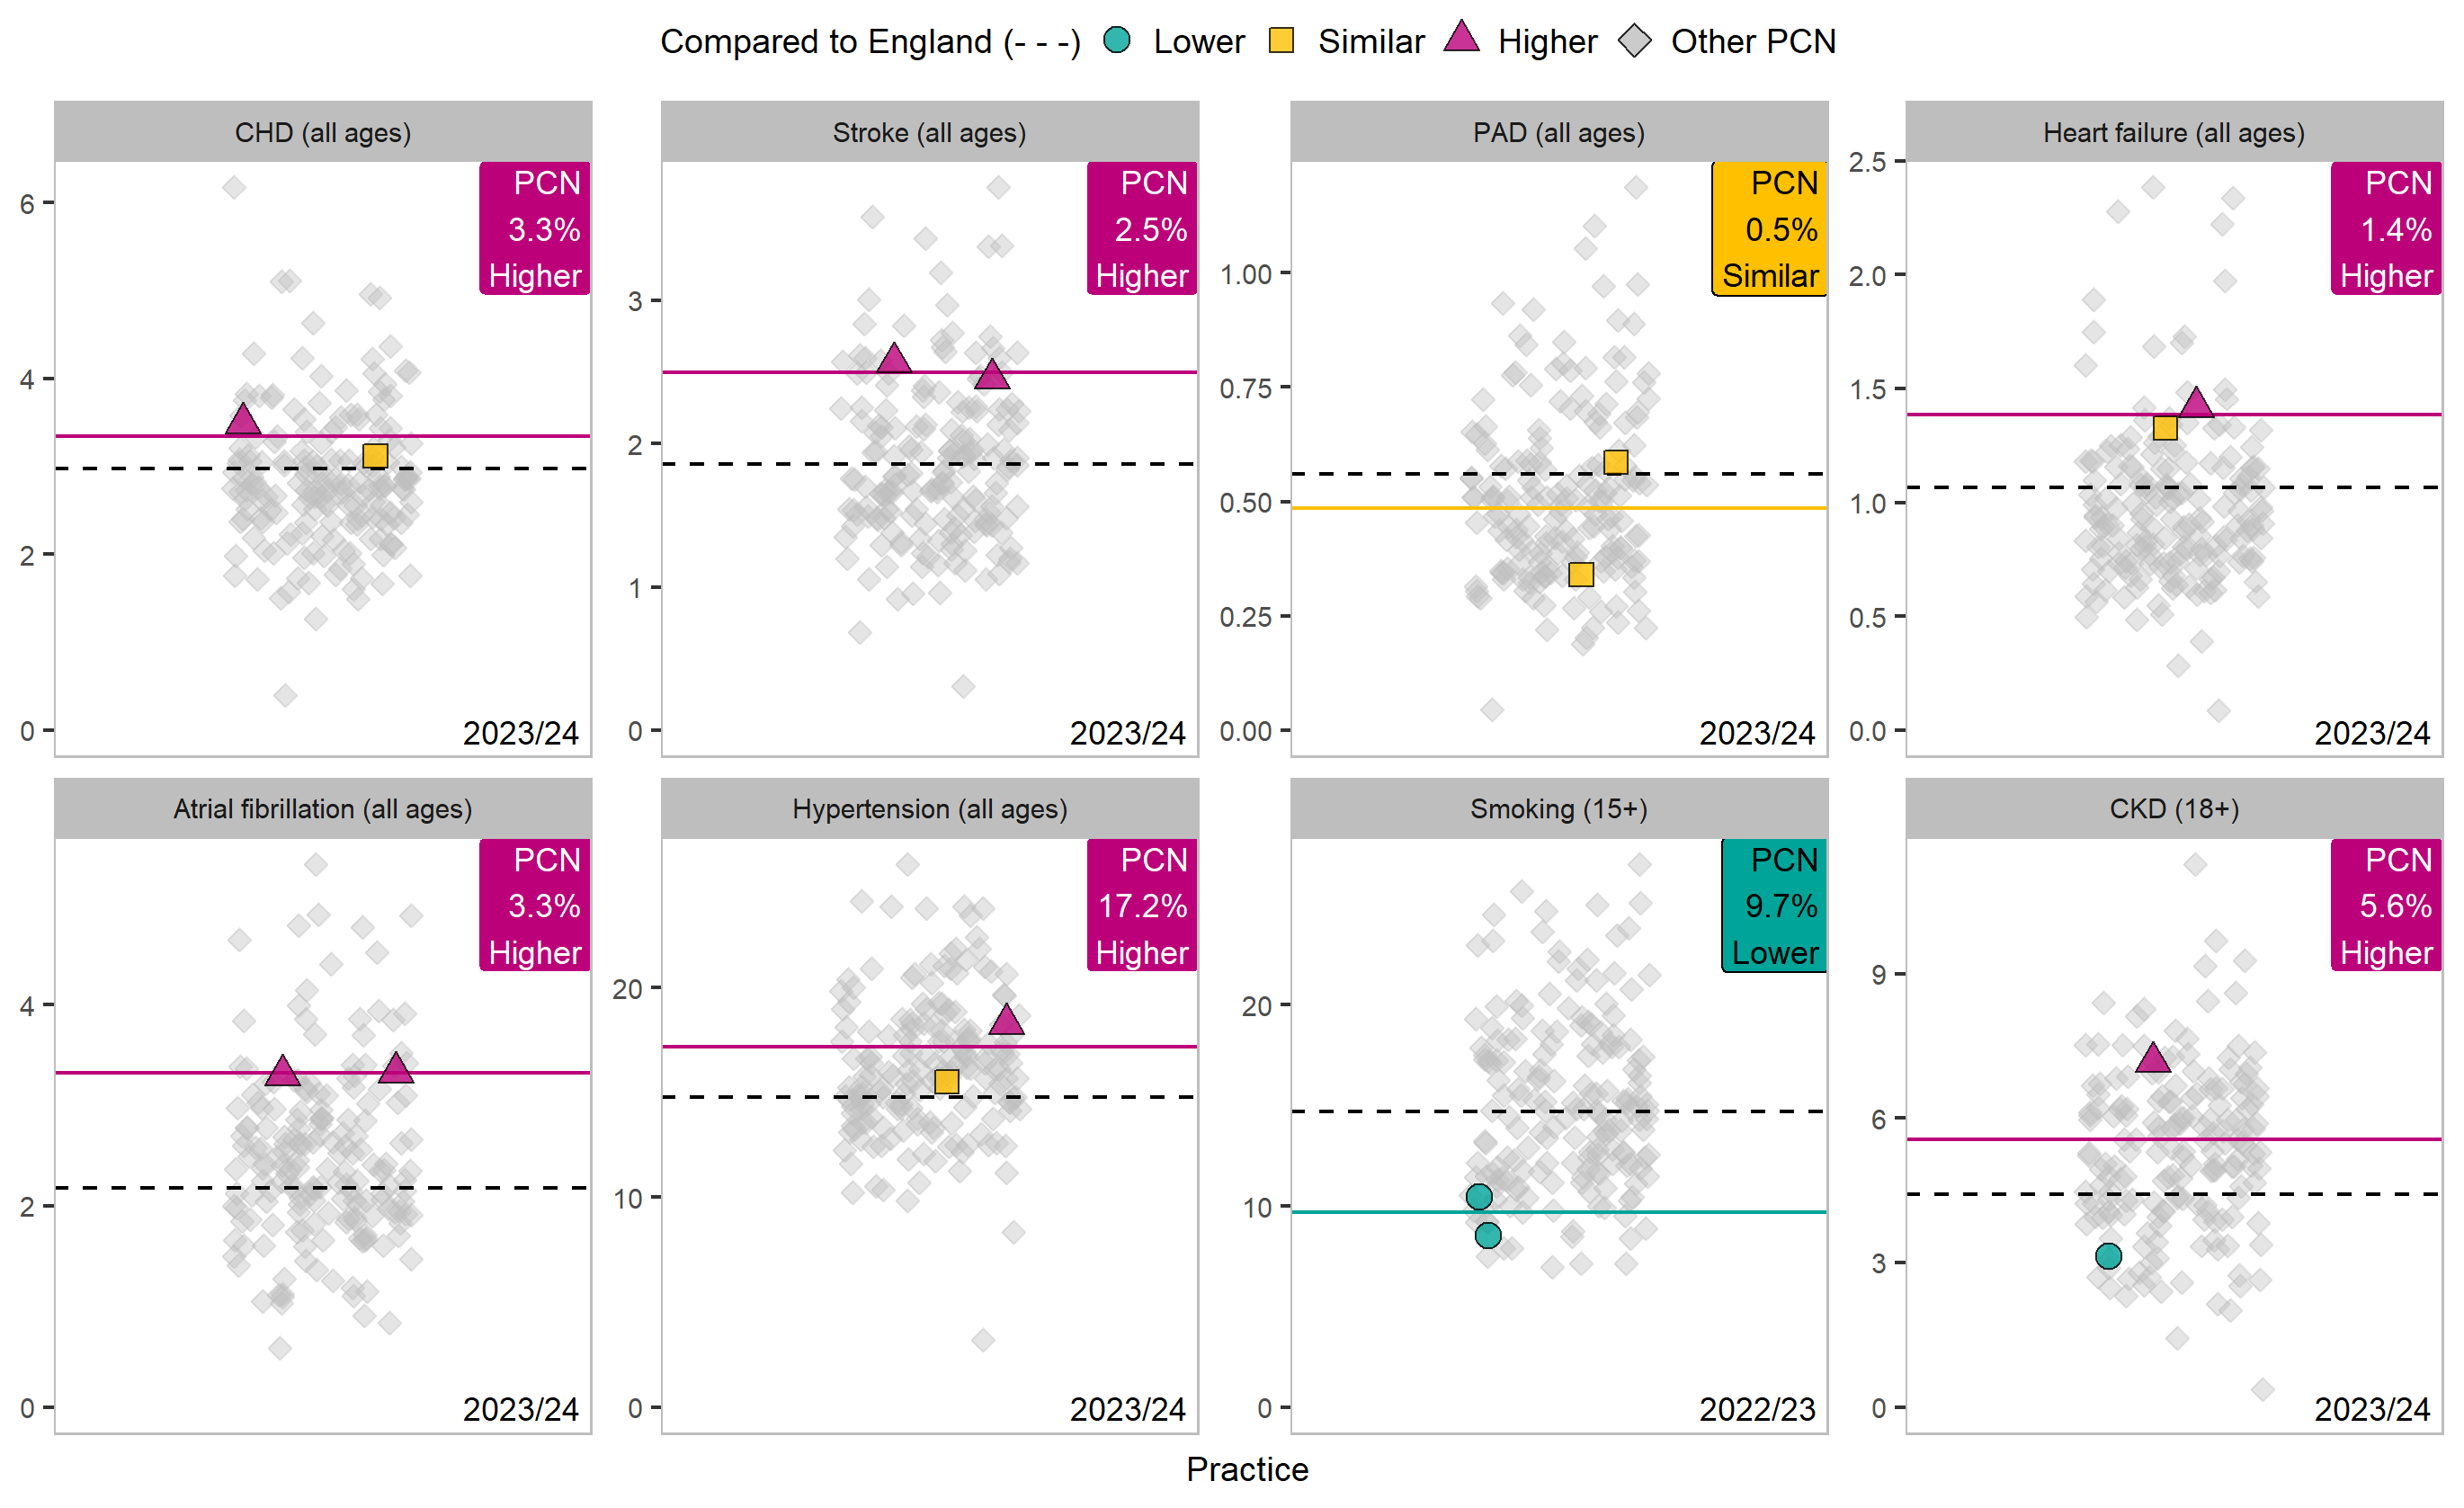 Compared to England (- - -) Lower Similar Higher Other PCN
CHD (all ages)
PCN
3.3%
Higher
6
4
2
0
2023/24
Stroke (all ages)
PCN
2.5%
Higher
3
2
1
0
2023/24
PAD (all ages)
PCN
0.5%
Similar
1.00
0.75
0.50
0.25
0.00
2023/24
Heart failure (all ages)
PCN
1.4%
Higher
2.5
2.0
1.5
1.0
0.5
0.0
2023/24
Atrial fibrillation (all ages)
PCN
3.3%
Higher
4
2
0
2023/24
Hypertension (all ages)
PCN
17.2%
Higher
20
10
0
2023/24
Smoking (15+)
PCN
9.7%
Lower
20
10
0
2022/23
CKD (18+)
PCN
5.6%
Higher
9
6
3
0
2023/24
Practice